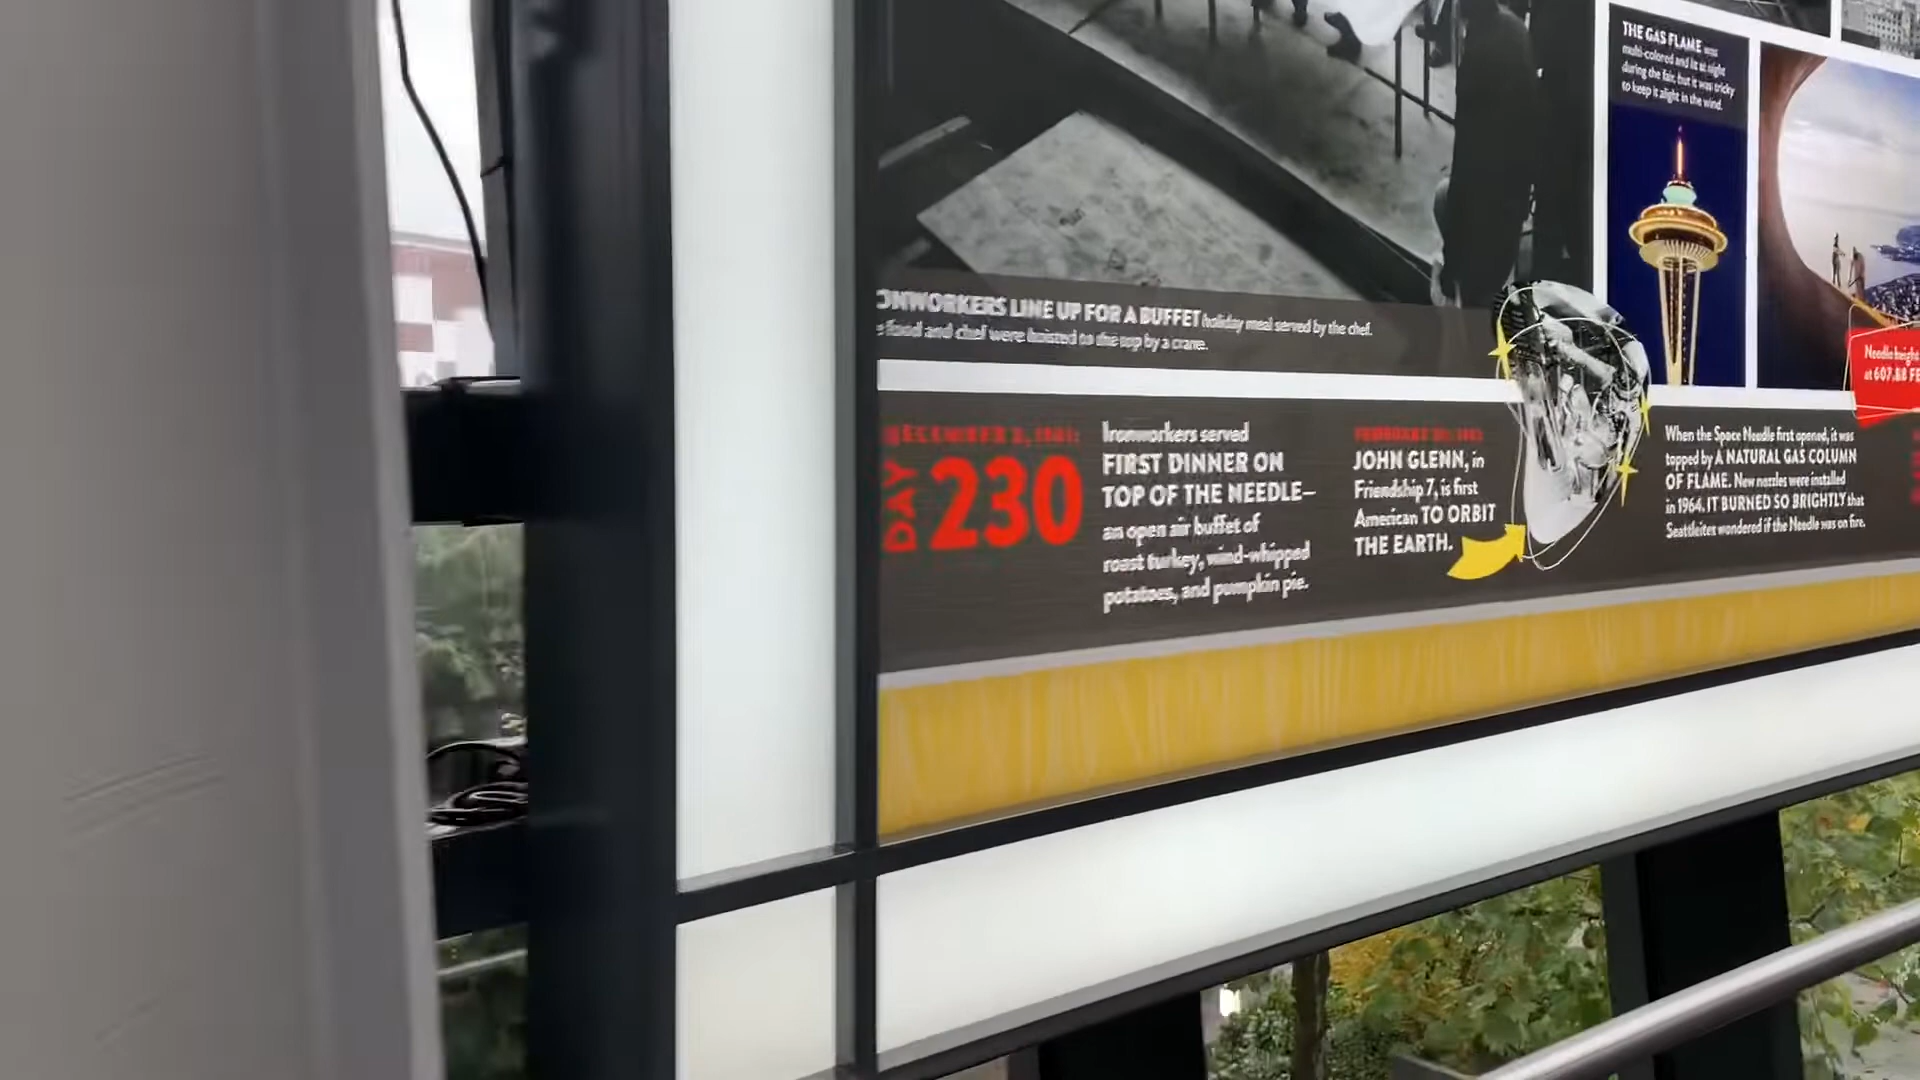 THE GAS FLAME was
multi-colored and lit at night
during the fair, but it was tricky
to keep it alight in the wind.
ONWORKERS LINE UP FOR A BUFFET holiday meal served by the chef.
e food and chef were hoisted to the top by a crane.
Needle height
at 607.88 FE
DAY 230
Ironworkers served
FIRST DINNER ON
TOP OF THE NEEDLE—
an open air buffet of
roast turkey, wind-whipped
potatoes, and pumpkin pie.
JOHN GLENN, in
Friendship 7, is first
American TO ORBIT
THE EARTH.
When the Space Needle first opened, it was
topped by A NATURAL GAS COLUMN
OF FLAME. New nozzles were installed
in 1964. IT BURNED SO BRIGHTLY that
Seattleites wondered if the Needle was on fire.